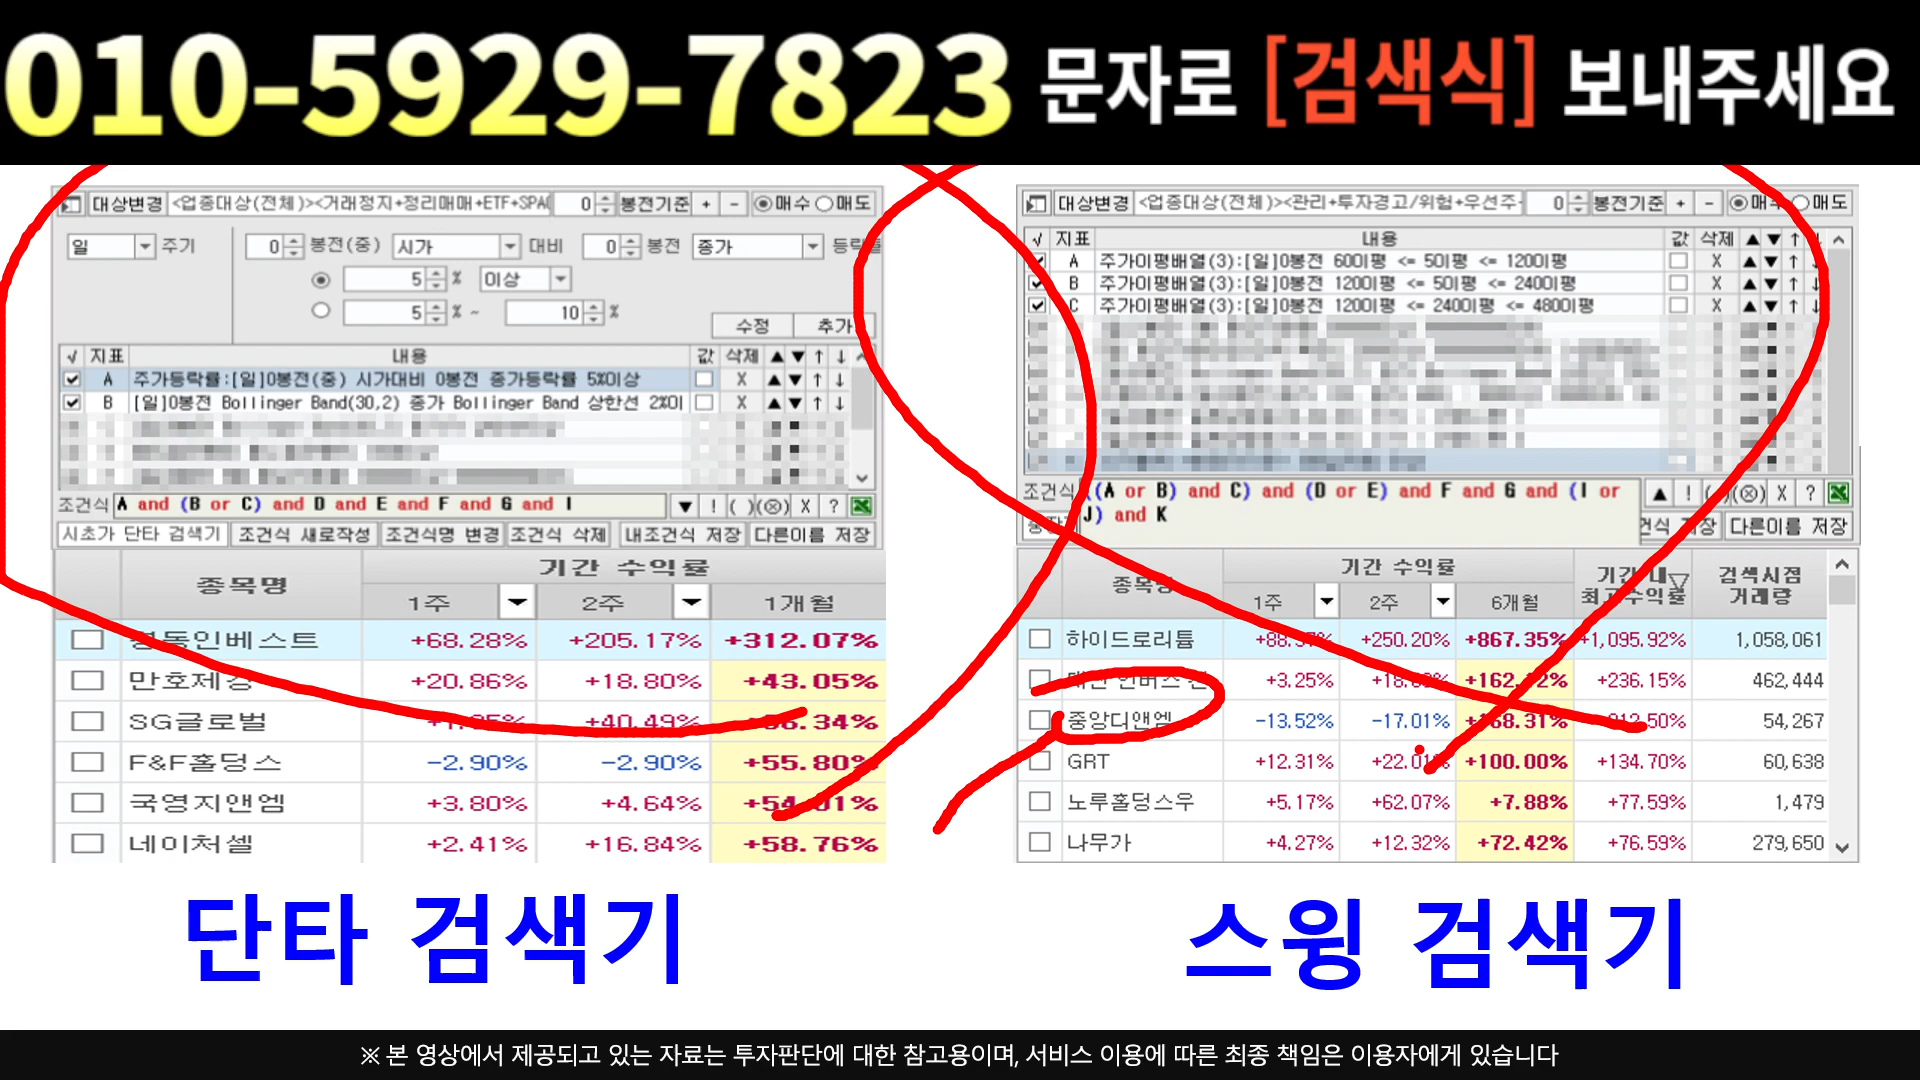 010-5929-7823 문자로 [검색식] 보내주세요
대상변경 <업종대상(전체)><거래정지+정리매매+ETF+SPA 0 봉전기준 + - 매수 매도
일 주기 0 봉전(중) 시가 대비 0 봉전 종가
5 % 이상
5 % ~ 10 %
수정 추가
√ 지표 내용 값 삭제 ▲ ▼ ↑ ↓
A 주가등락률:[일]0봉전(중) 시가대비 0봉전 종가등락률 5%이상 X ▲ ▼ ↑ ↓
B [일]0봉전 Bollinger Band(30,2) 종가 Bollinger Band 상한선 2%이 X ▲ ▼ ↑ ↓
조건식 A and (B or C) and D and E and F and G and I ▼ ! ( ) (⊗) X ?
시초가 단타 검색기 조건식 새로작성 조건식명 변경 조건식 삭제 내조건식 저장 다른이름 저장
종목명 기간 수익률
1주 2주 1개월
+68.28% +205.17% +312.07%
만호제강 +20.86% +18.80% +43.05%
SG글로벌 +40.49%
F&F홀딩스 -2.90% -2.90% +55.80%
국영지앤엠 +3.80% +4.64%
네이처셀 +2.41% +16.84% +58.76%
단타 검색기
대상변경 <업종대상(전체)><관리+투자경고/위험+우선주+ 0 봉전기준 + - 매수 매도
√ 지표 내용 값 삭제 ▲ ▼ ↑ ↓
A 주가이평배열(3):[일]0봉전 60이평 <= 5이평 <= 120이평 X ▲ ▼ ↑ ↓
B 주가이평배열(3):[일]0봉전 120이평 <= 5이평 <= 240이평 X ▲ ▼ ↑ ↓
C 주가이평배열(3):[일]0봉전 120이평 <= 240이평 <= 480이평 X ▲ ▼ ↑ ↓
조건식 ((A or B) and C) and (D or E) and F and G and (I or ▲ ! ( ) (⊗) X ?
J) and K 저장 다른이름 저장
종목명 기간 수익률 기간 내 최고수익률 검색시점 거래량
1주 2주 6개월
하이드로리튬 +250.20% +867.35% +1,095.92% 1,058,061
+3.25% +236.15% 462,444
중앙디앤엠 -13.52% -17.01% 54,267
GRT +12.31% +22.01% +100.00% +134.70% 60,638
노루홀딩스우 +5.17% +62.07% +7.88% +77.59% 1,479
나무가 +4.27% +12.32% +72.42% +76.59% 279,650
스윙 검색기
※ 본 영상에서 제공되고 있는 자료는 투자판단에 대한 참고용이며, 서비스 이용에 따른 최종 책임은 이용자에게 있습니다